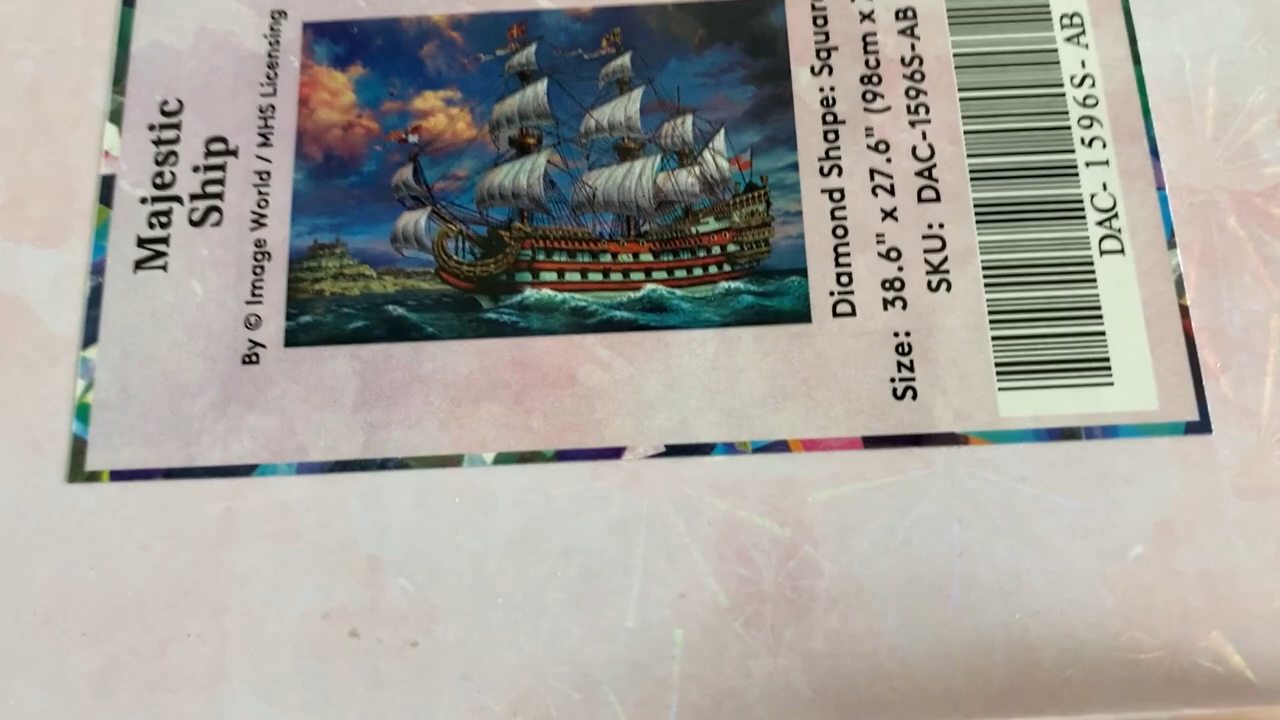 Majestic
Ship
By © Image World / MHS Licensing
Diamond Shape: Square
Size: 38.6" x 27.6" (98cm x
SKU: DAC-1596S-AB
DAC- 1596S- AB